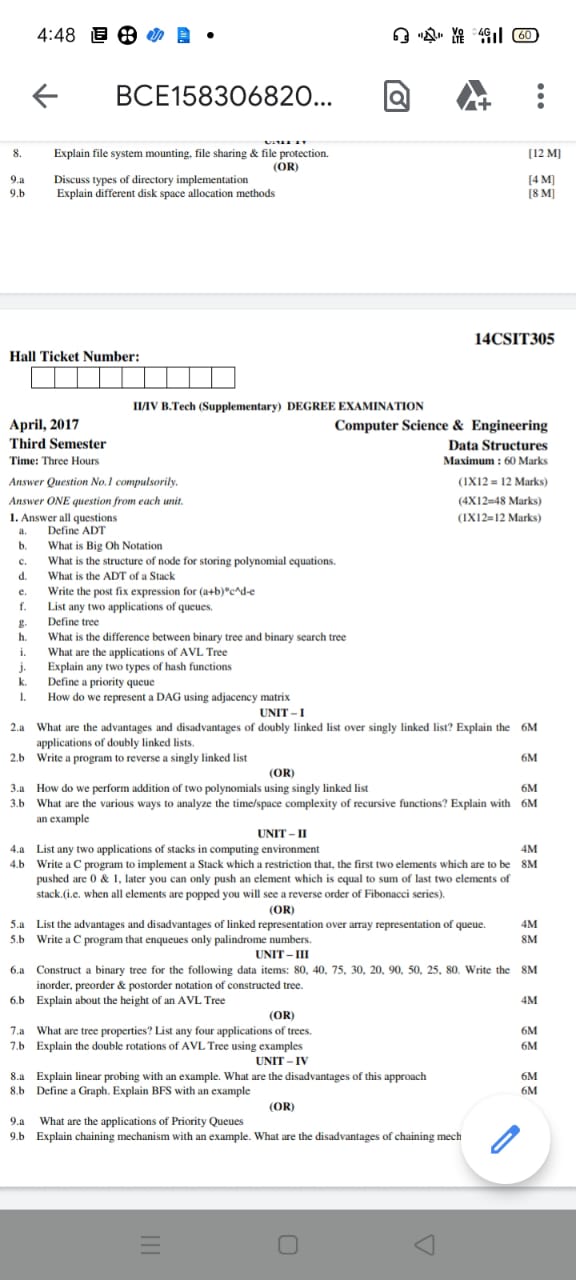 4:48
VO LTE 4G 60
BCE158306820...
8. Explain file system mounting, file sharing & file protection. [12 M]
(OR)
9.a Discuss types of directory implementation [4 M]
9.b Explain different disk space allocation methods [8 M]
14CSIT305
Hall Ticket Number:
II/IV B.Tech (Supplementary) DEGREE EXAMINATION
April, 2017 Computer Science & Engineering
Third Semester Data Structures
Time: Three Hours Maximum : 60 Marks
Answer Question No.1 compulsorily. (1X12 = 12 Marks)
Answer ONE question from each unit. (4X12=48 Marks)
1. Answer all questions (1X12=12 Marks)
a. Define ADT
b. What is Big Oh Notation
c. What is the structure of node for storing polynomial equations.
d. What is the ADT of a Stack
e. Write the post fix expression for (a+b)*c^d-e
f. List any two applications of queues.
g. Define tree
h. What is the difference between binary tree and binary search tree
i. What are the applications of AVL Tree
j. Explain any two types of hash functions
k. Define a priority queue
l. How do we represent a DAG using adjacency matrix
UNIT – I
2.a What are the advantages and disadvantages of doubly linked list over singly linked list? Explain the 6M
applications of doubly linked lists.
2.b Write a program to reverse a singly linked list 6M
(OR)
3.a How do we perform addition of two polynomials using singly linked list 6M
3.b What are the various ways to analyze the time/space complexity of recursive functions? Explain with 6M
an example
UNIT – II
4.a List any two applications of stacks in computing environment 4M
4.b Write a C program to implement a Stack which a restriction that, the first two elements which are to be 8M
pushed are 0 & 1, later you can only push an element which is equal to sum of last two elements of
stack.(i.e. when all elements are popped you will see a reverse order of Fibonacci series).
(OR)
5.a List the advantages and disadvantages of linked representation over array representation of queue. 4M
5.b Write a C program that enqueues only palindrome numbers. 8M
UNIT – III
6.a Construct a binary tree for the following data items: 80, 40, 75, 30, 20, 90, 50, 25, 80. Write the 8M
inorder, preorder & postorder notation of constructed tree.
6.b Explain about the height of an AVL Tree 4M
(OR)
7.a What are tree properties? List any four applications of trees. 6M
7.b Explain the double rotations of AVL Tree using examples 6M
UNIT – IV
8.a Explain linear probing with an example. What are the disadvantages of this approach 6M
8.b Define a Graph. Explain BFS with an example 6M
(OR)
9.a What are the applications of Priority Queues
9.b Explain chaining mechanism with an example. What are the disadvantages of chaining mech